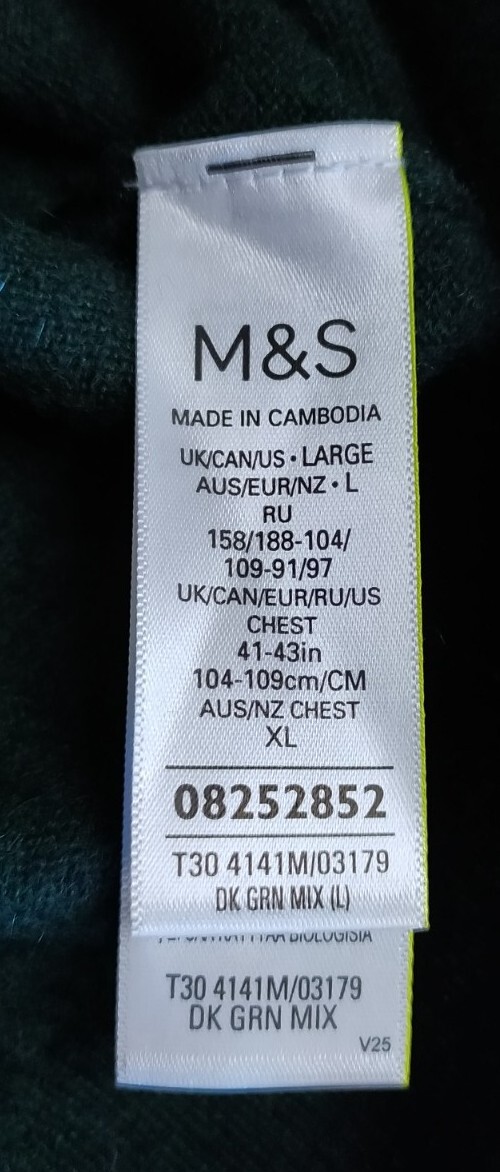 M&S
MADE IN CAMBODIA
UK/CAN/US • LARGE
AUS/EUR/NZ • L
RU
158/188-104/
109-91/97
UK/CAN/EUR/RU/US
CHEST
41-43in
104-109cm/CM
AUS/NZ CHEST
XL
08252852
T30 4141M/03179
DK GRN MIX (L)
BIOLOGISIA
T30 4141M/03179
DK GRN MIX
V25